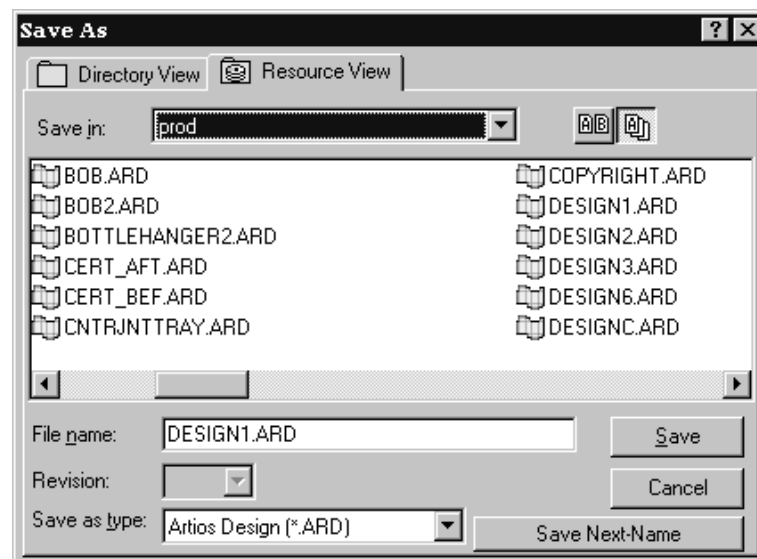 Save As
Directory View Resource View
Save in: prod
BOB.ARD
BOB2.ARD
BOTTLEHANGER2.ARD
CERT_AFT.ARD
CERT_BEF.ARD
CNTRJNTTRAY.ARD
COPYRIGHT.ARD
DESIGN1.ARD
DESIGN2.ARD
DESIGN3.ARD
DESIGN6.ARD
DESIGNC.ARD
File name: DESIGN1.ARD Save
Revision: Cancel
Save as type: Artios Design (*.ARD) Save Next-Name